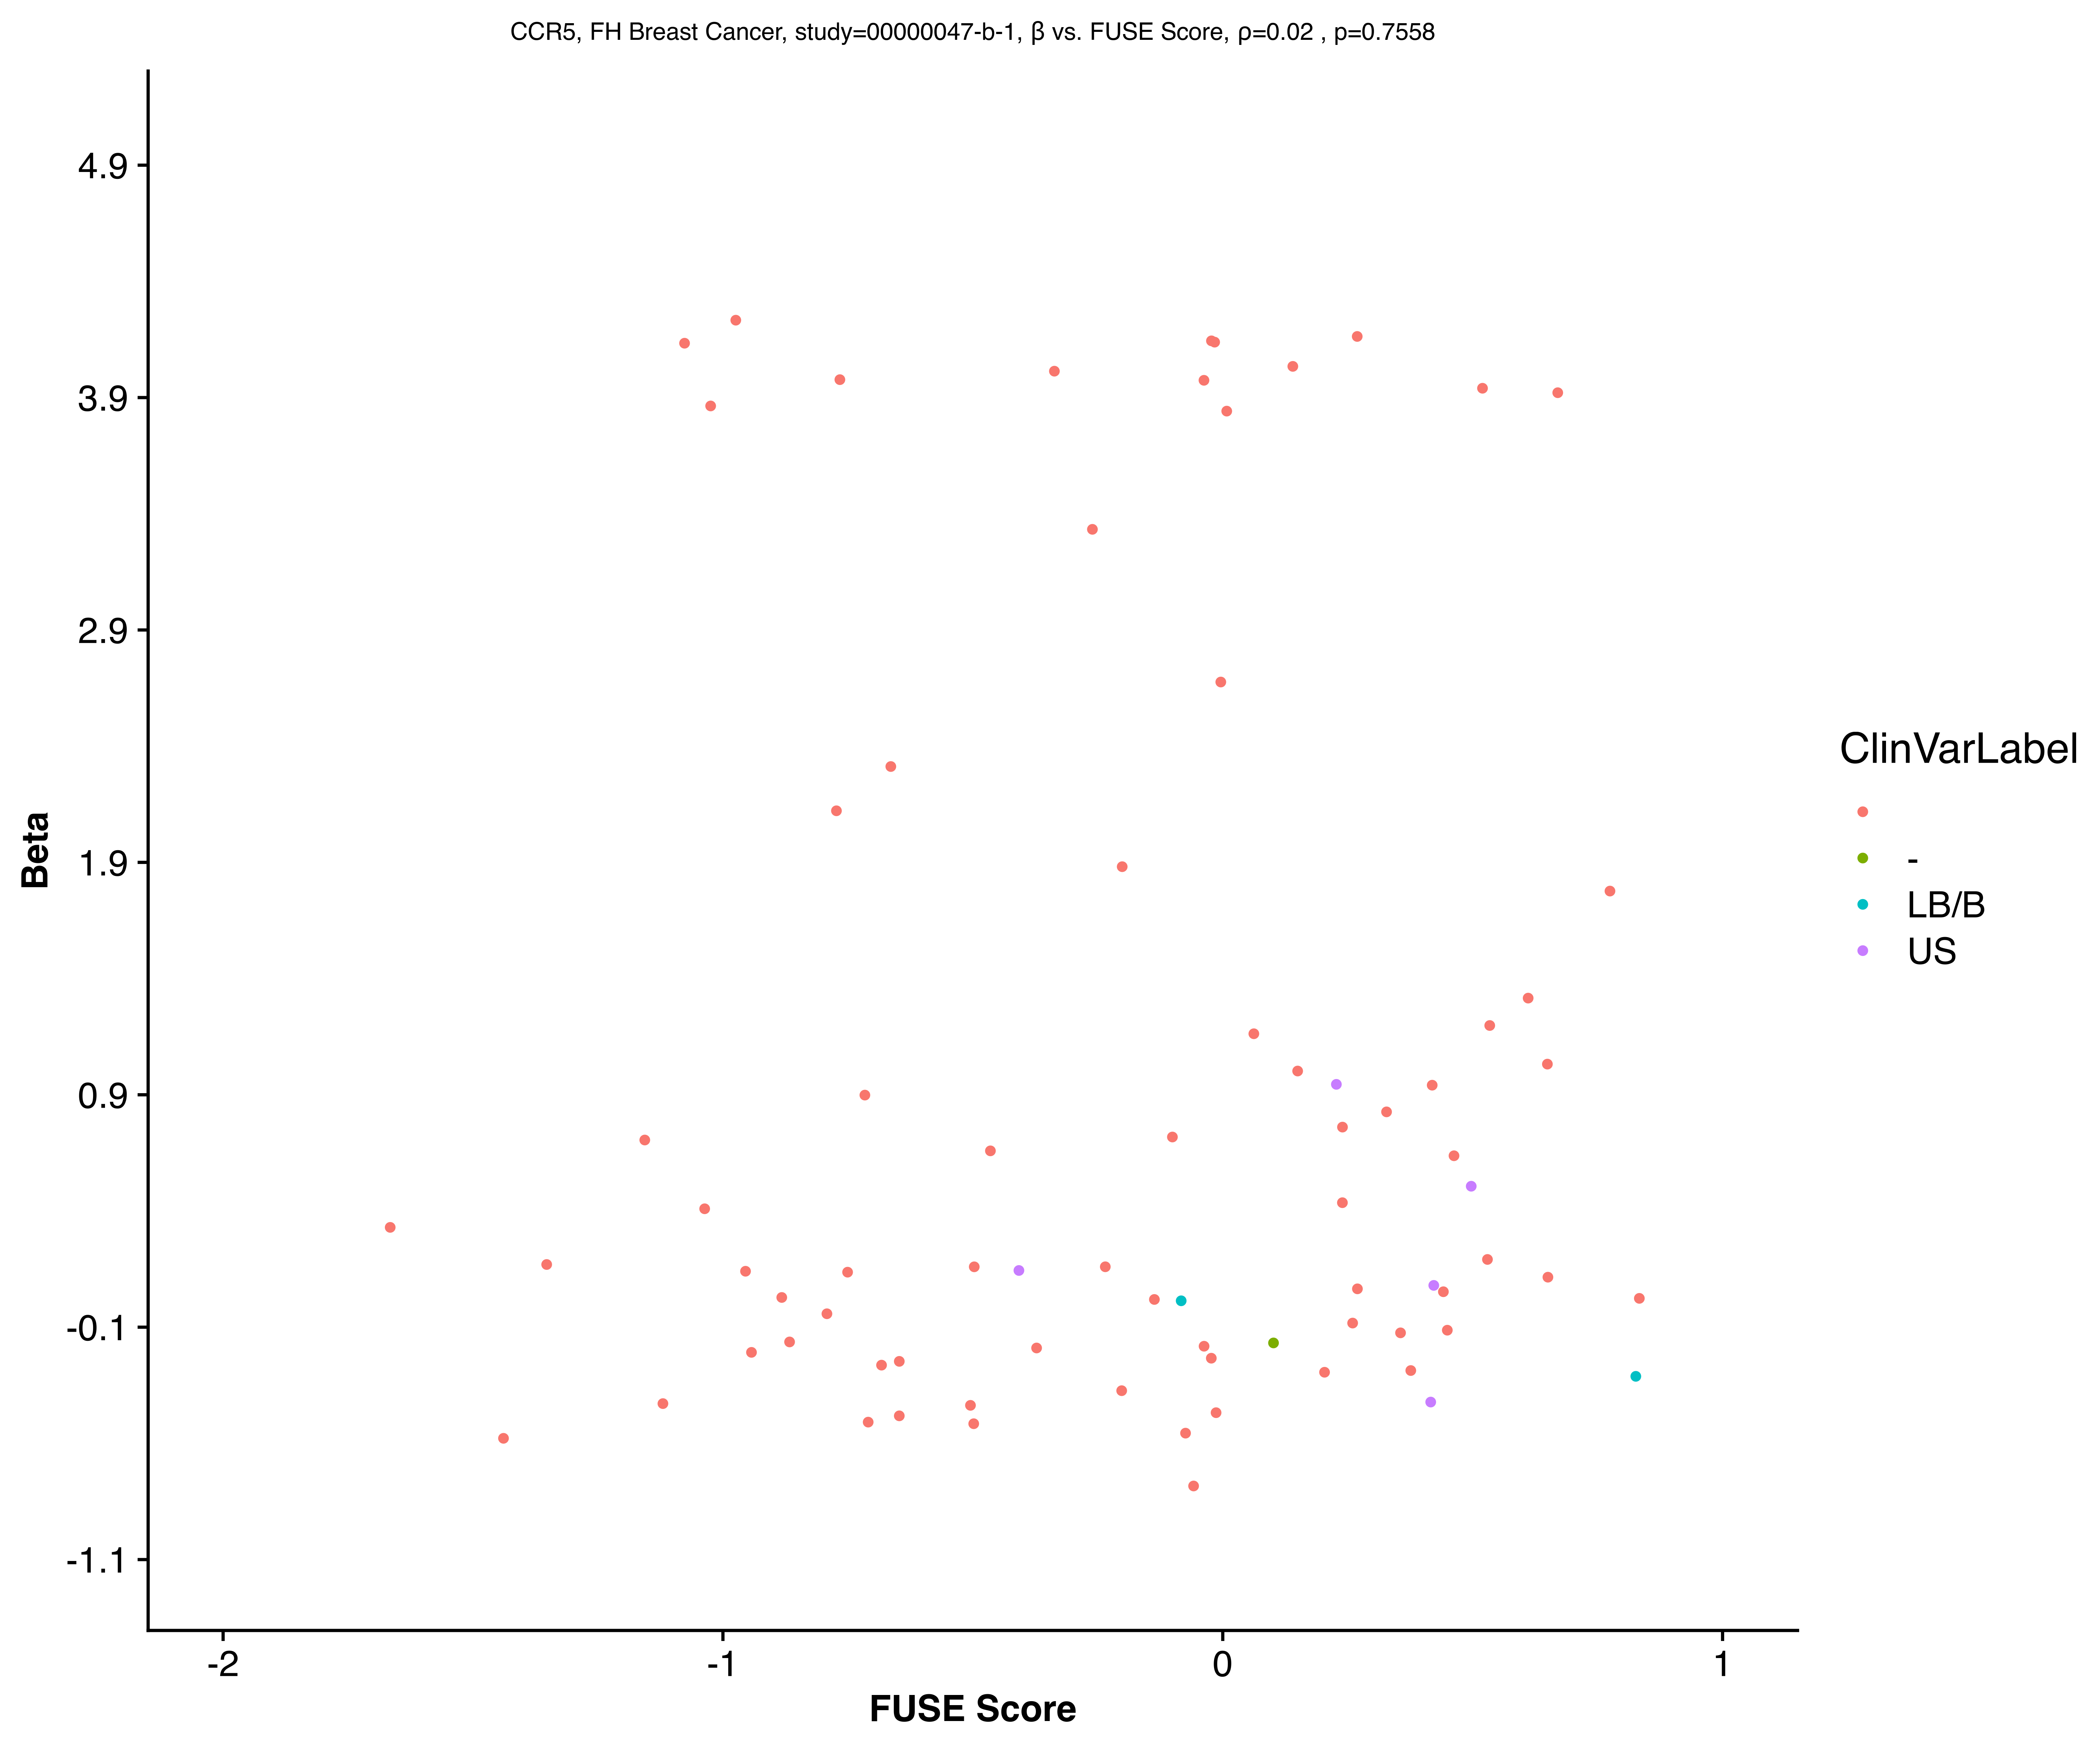 CCR5, FH Breast Cancer, study=00000047-b-1, β vs. FUSE Score, ρ=0.02 , p=0.7558
4.9
3.9
2.9
1.9
0.9
-0.1
-1.1
Beta
-2
-1
0
1
FUSE Score
ClinVarLabel
-
LB/B
US